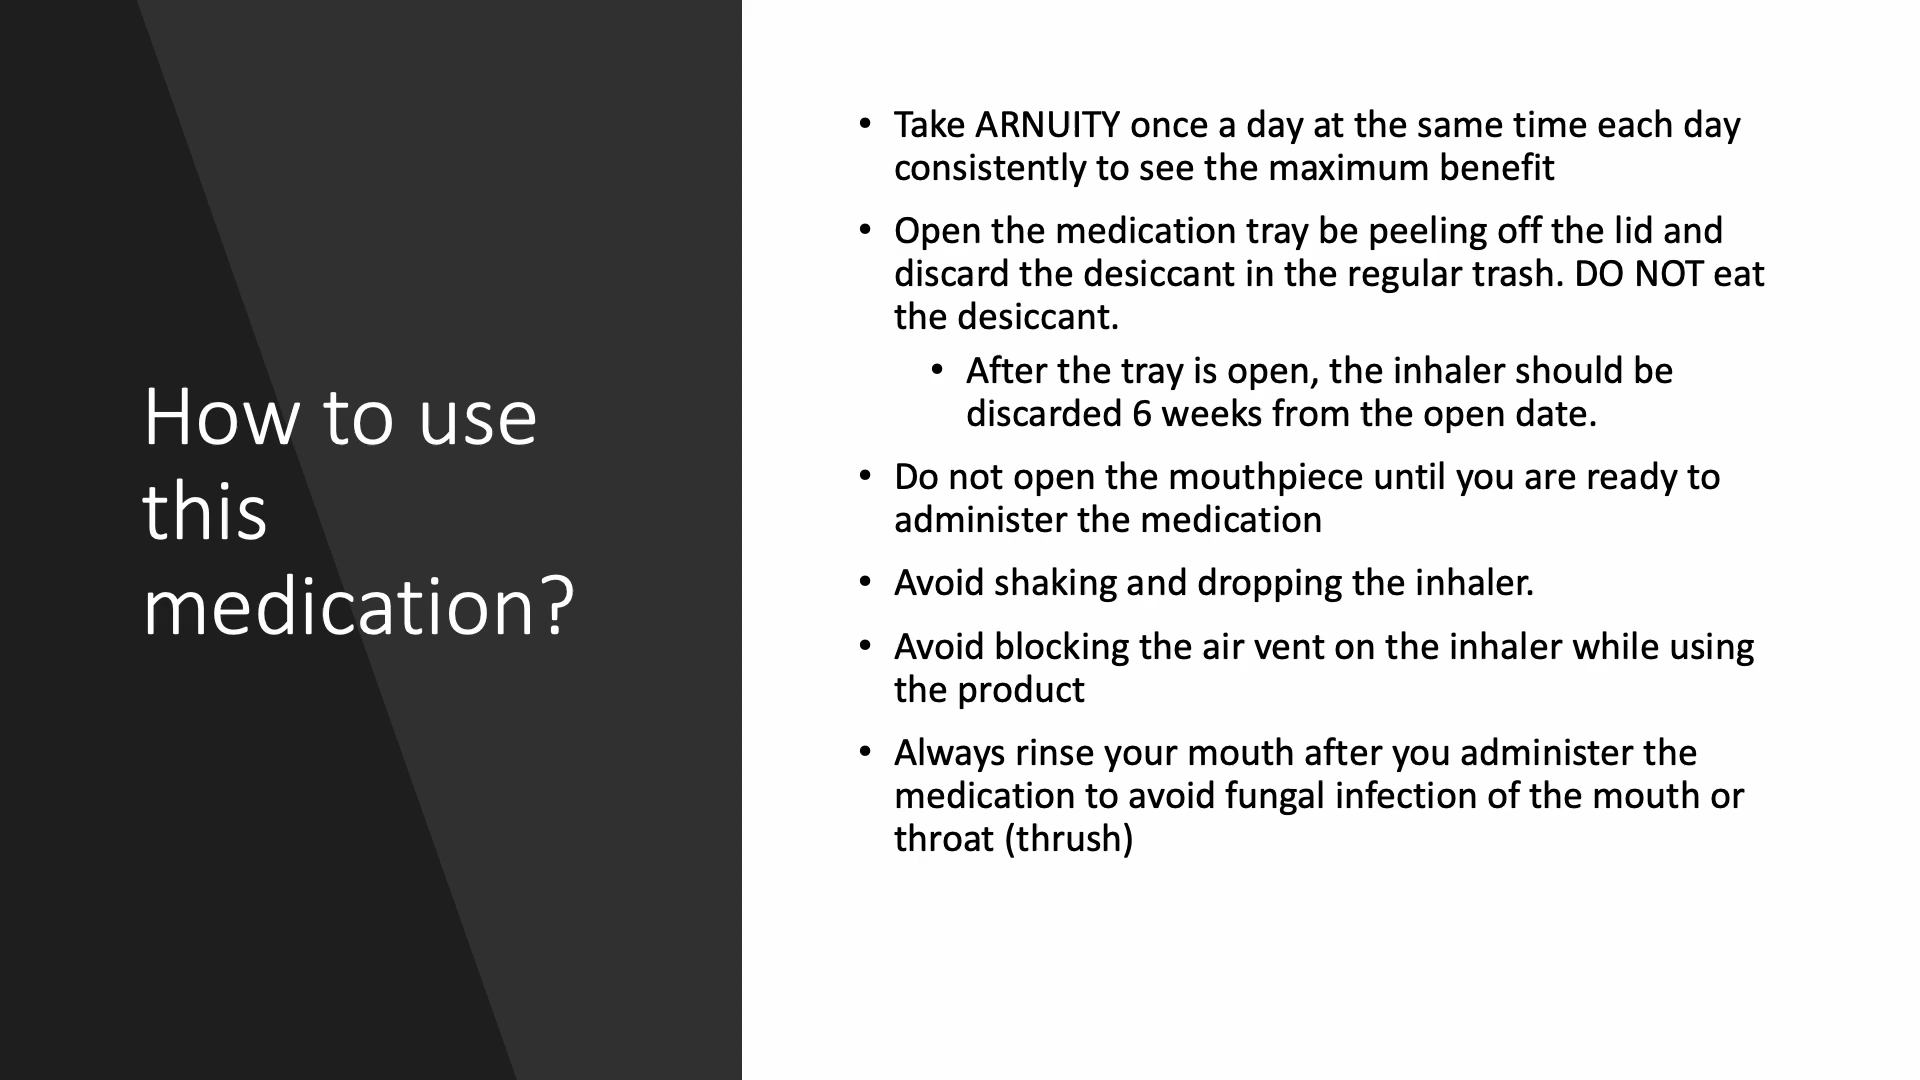 How to use
this
medication?
• Take ARNUITY once a day at the same time each day
consistently to see the maximum benefit
• Open the medication tray be peeling off the lid and
discard the desiccant in the regular trash. DO NOT eat
the desiccant.
• After the tray is open, the inhaler should be
discarded 6 weeks from the open date.
• Do not open the mouthpiece until you are ready to
administer the medication
• Avoid shaking and dropping the inhaler.
• Avoid blocking the air vent on the inhaler while using
the product
• Always rinse your mouth after you administer the
medication to avoid fungal infection of the mouth or
throat (thrush)